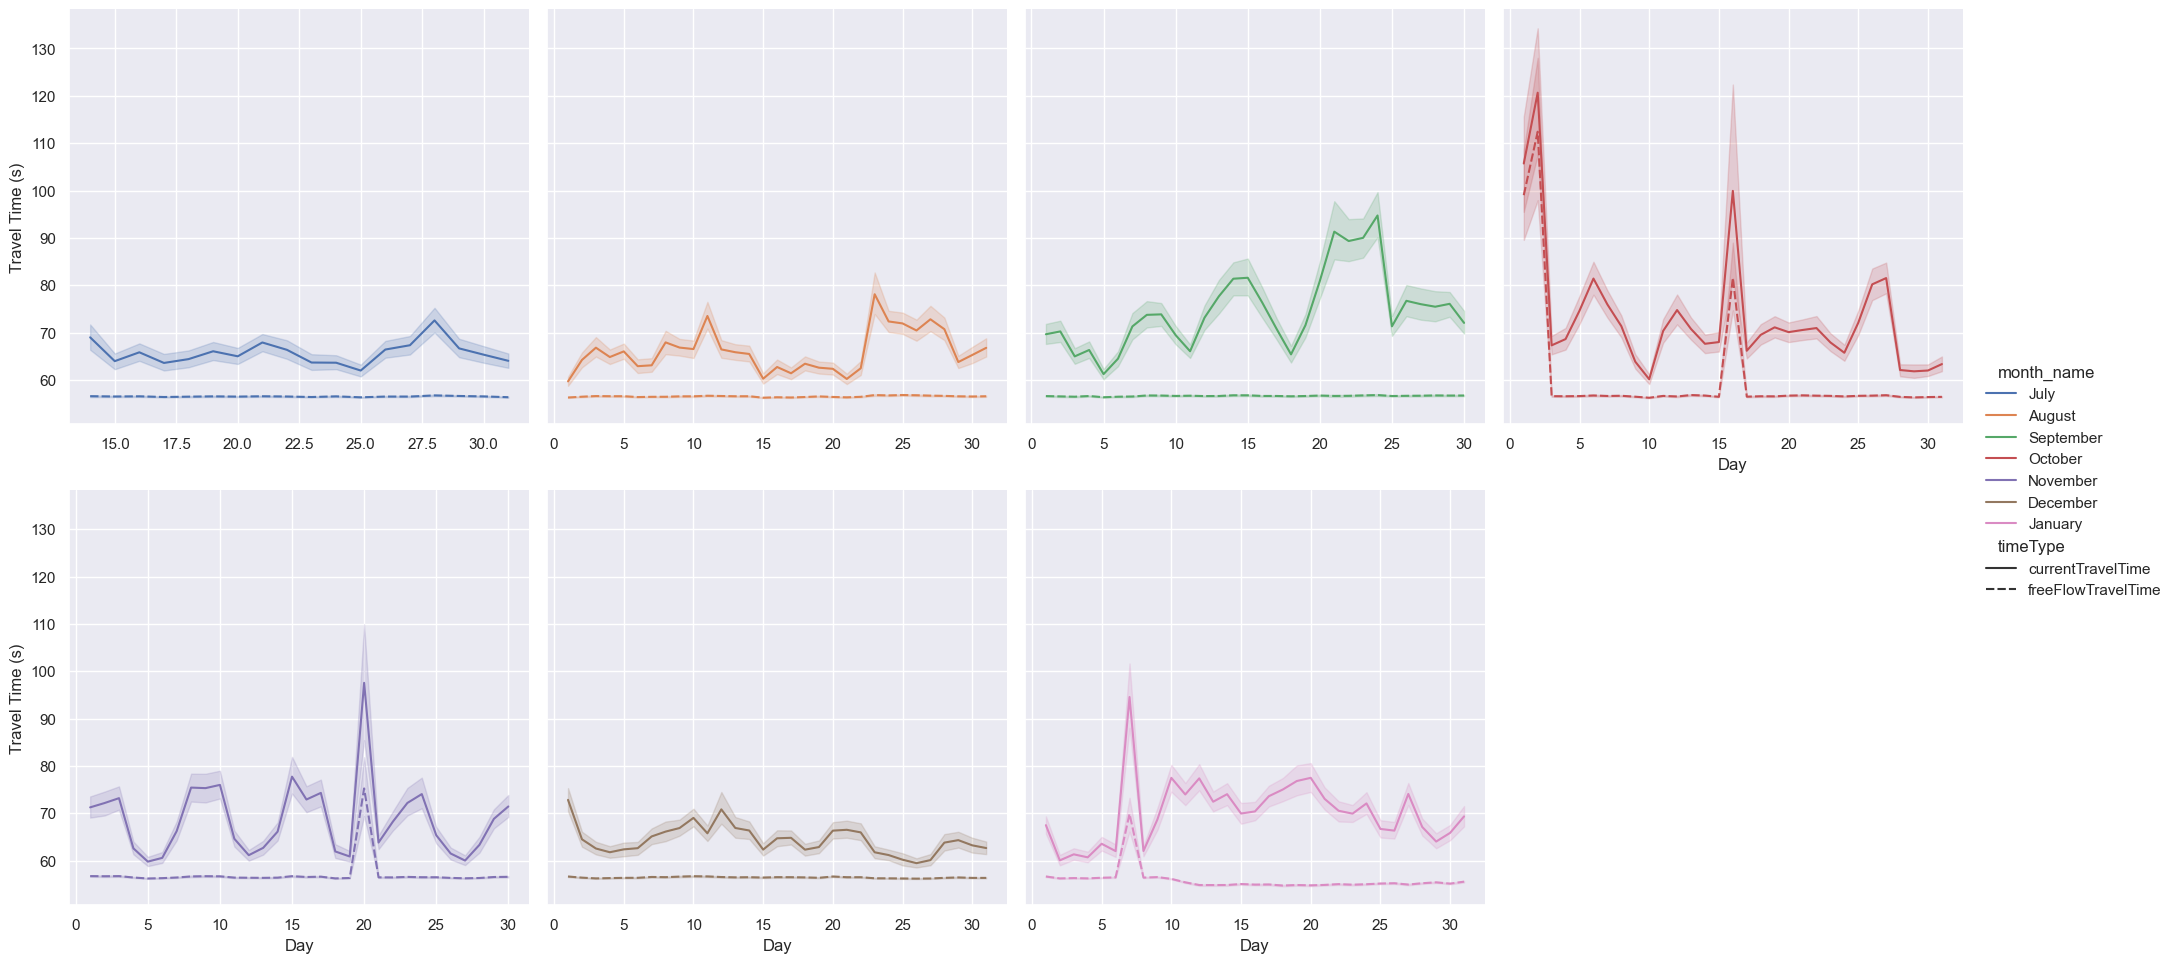 130
120
110
100
90
80
70
60
Travel Time (s)
15.0 17.5 20.0 22.5 25.0 27.5 30.0
0 5 10 15 20 25 30
0 5 10 15 20 25 30
0 5 10 15 20 25 30
Day
130
120
110
100
90
80
70
60
Travel Time (s)
0 5 10 15 20 25 30
Day
0 5 10 15 20 25 30
Day
0 5 10 15 20 25 30
Day
month_name
July
August
September
October
November
December
January
timeType
currentTravelTime
freeFlowTravelTime